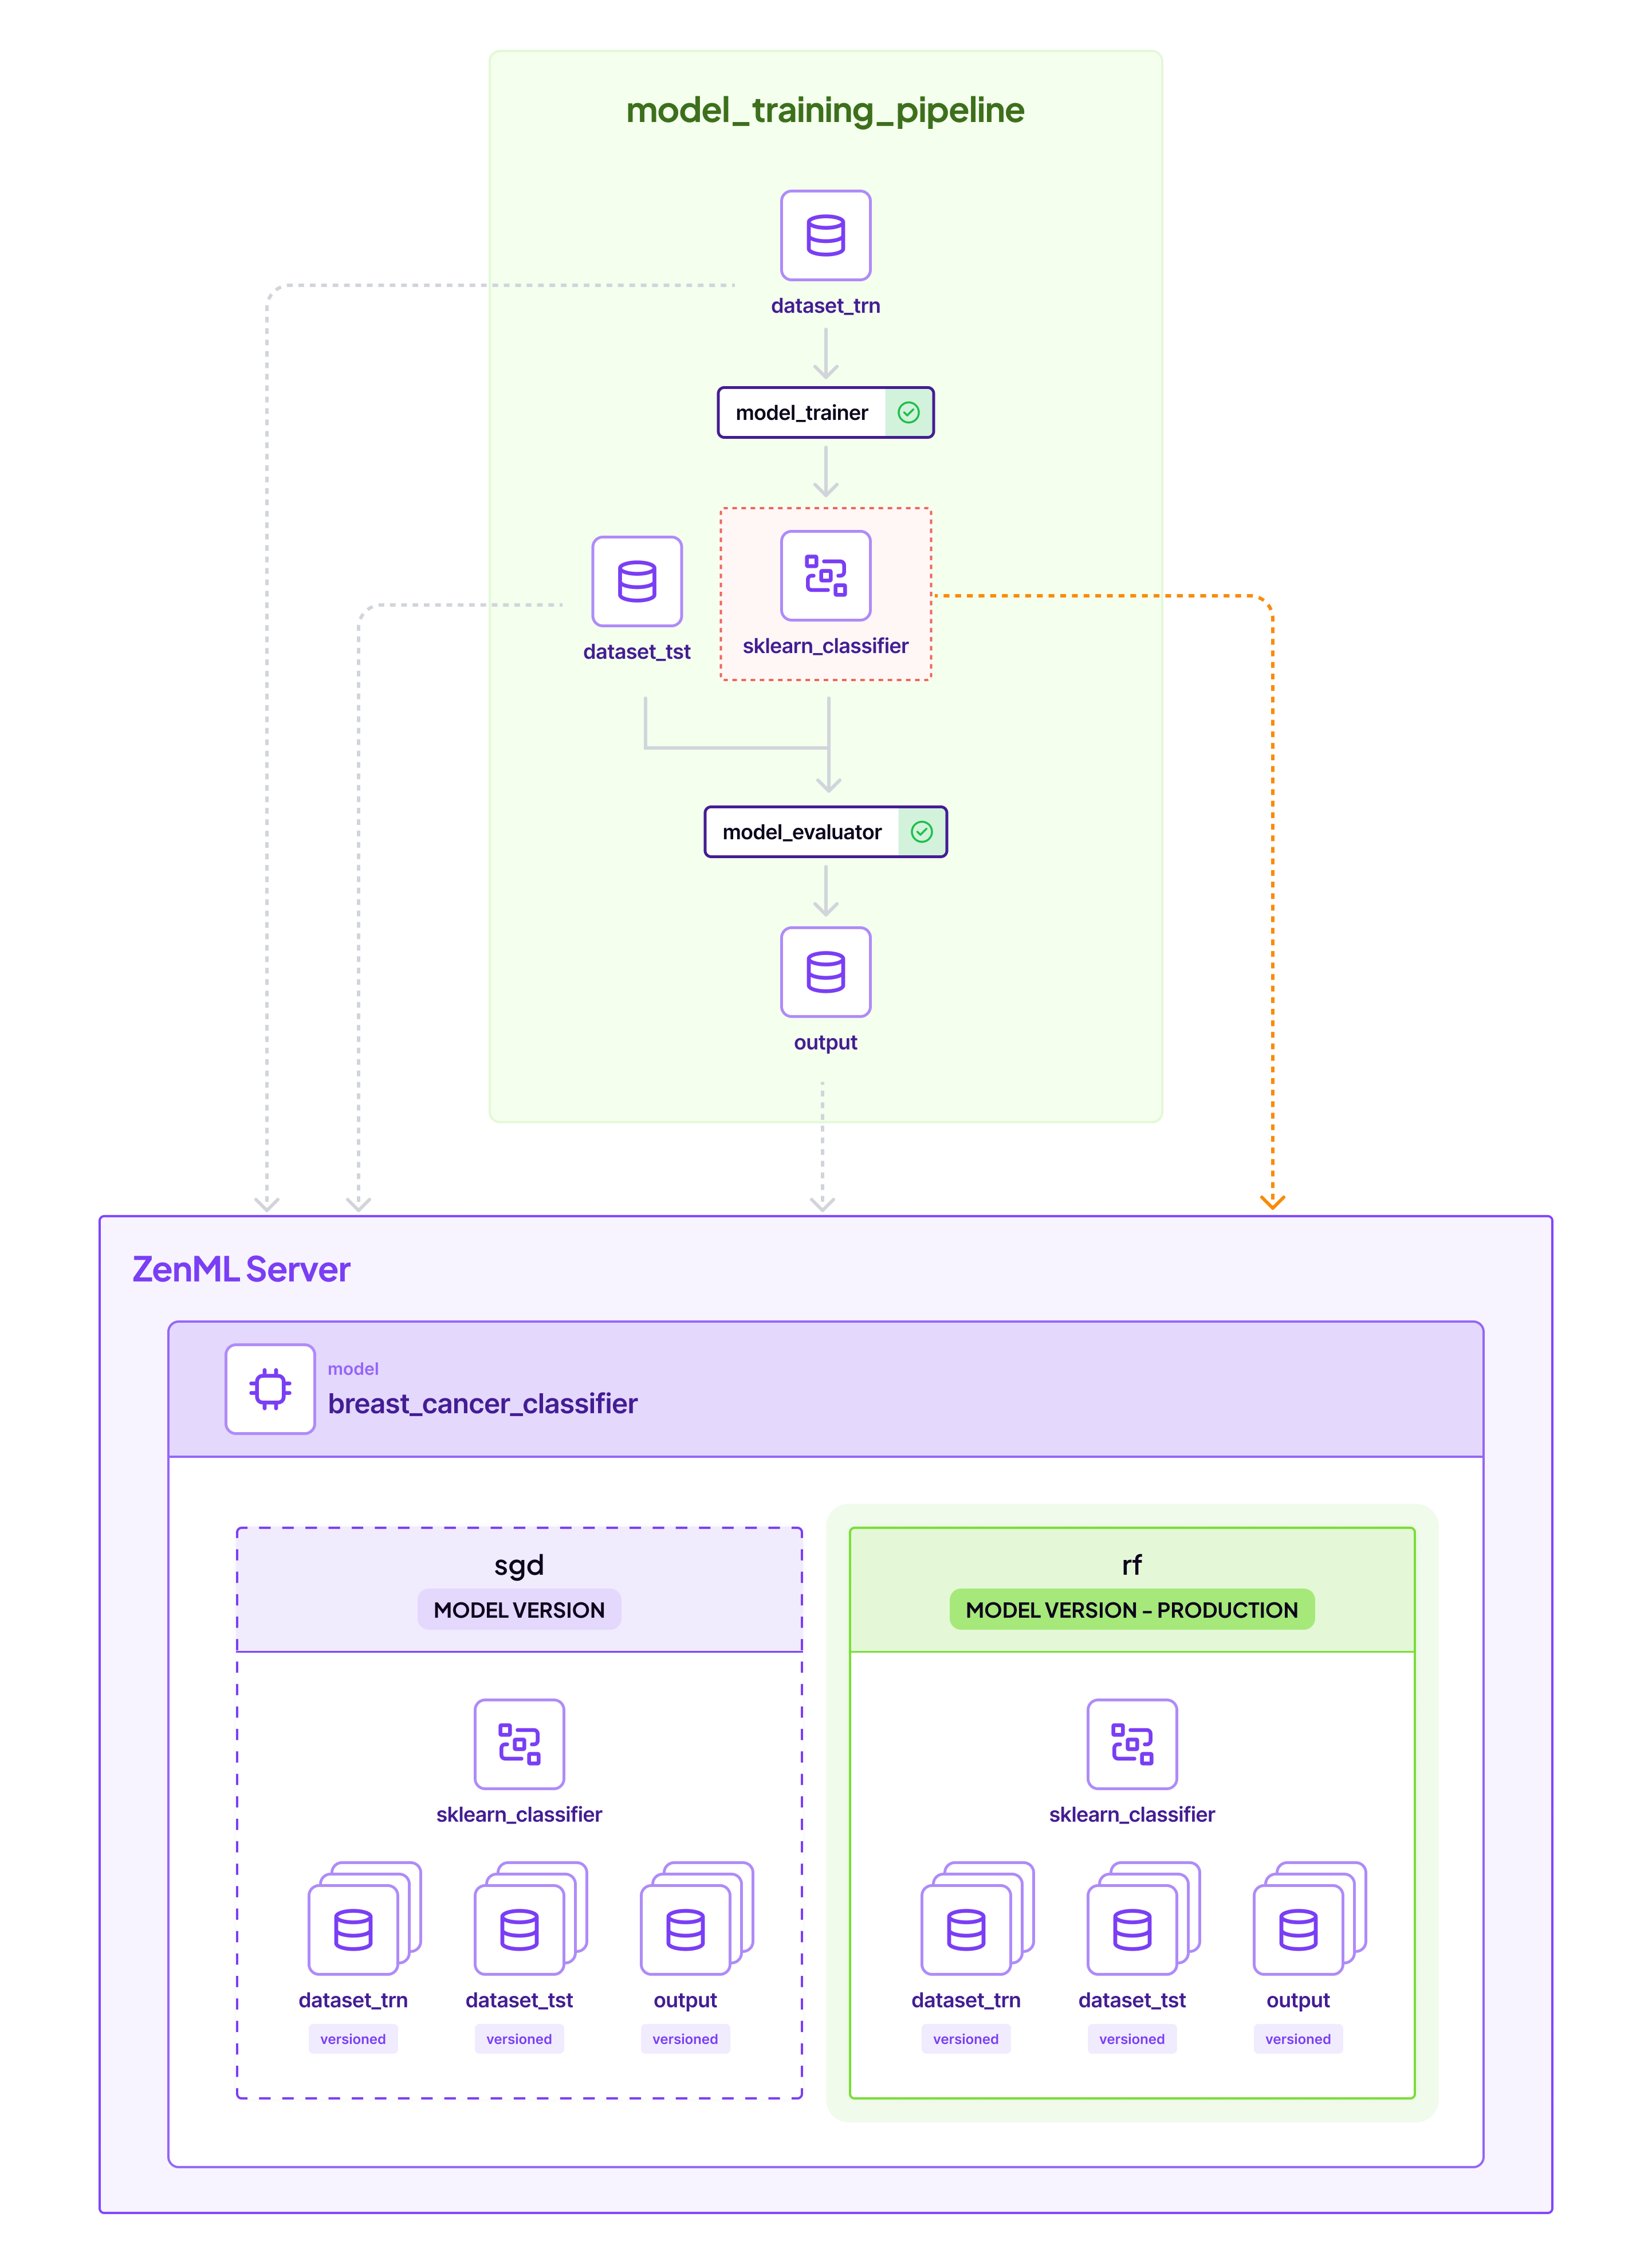 model_training_pipeline
dataset_trn
model_trainer
dataset_tst
sklearn_classifier
model_evaluator
output
ZenML Server
model
breast_cancer_classifier
sgd
MODEL VERSION
sklearn_classifier
dataset_trn
dataset_tst
output
versioned
versioned
versioned
rf
MODEL VERSION – PRODUCTION
sklearn_classifier
dataset_trn
dataset_tst
output
versioned
versioned
versioned